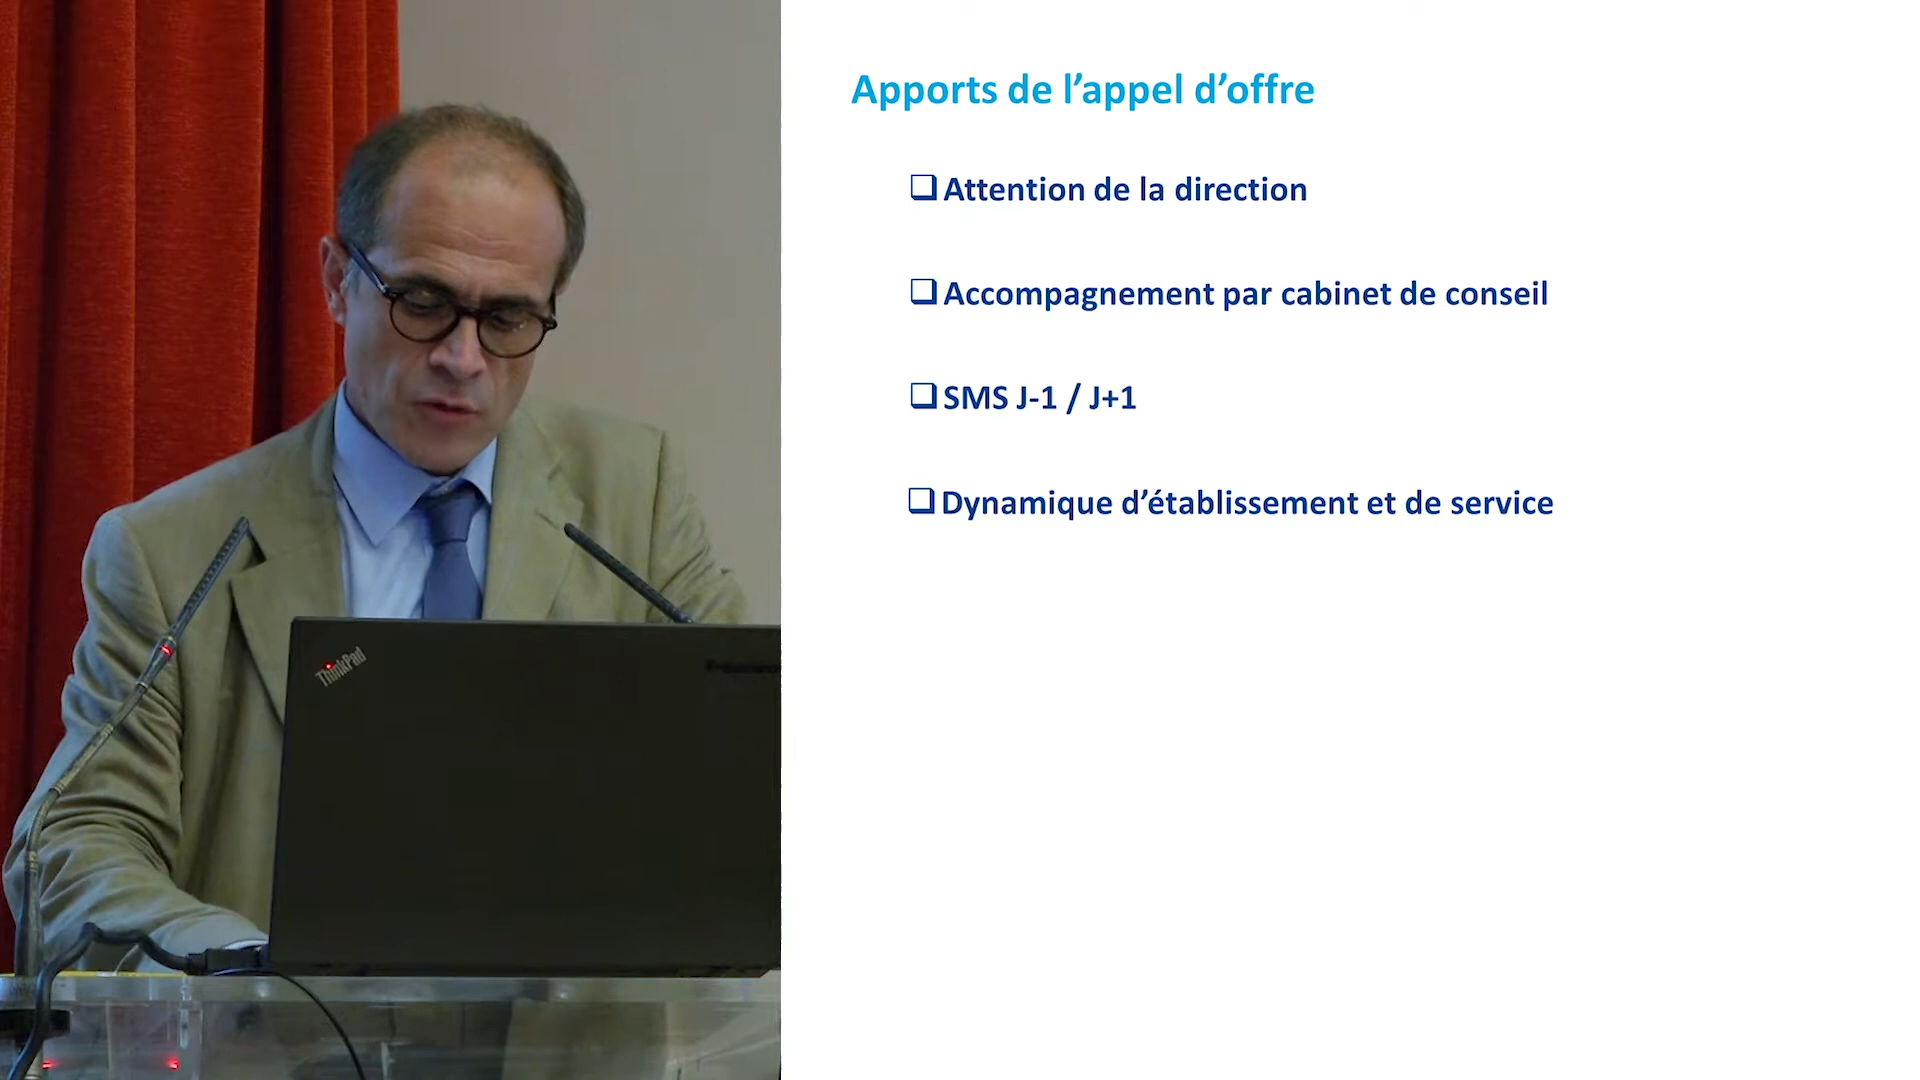 Apports de l’appel d’offre
Attention de la direction
Accompagnement par cabinet de conseil
SMS J-1 / J+1
Dynamique d’établissement et de service
ThinkPad